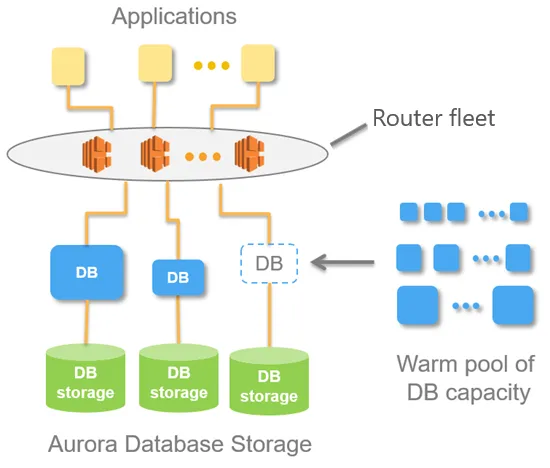 Applications
Router fleet
DB
DB
DB
DB
storage
DB
storage
DB
storage
Warm pool of
DB capacity
Aurora Database Storage